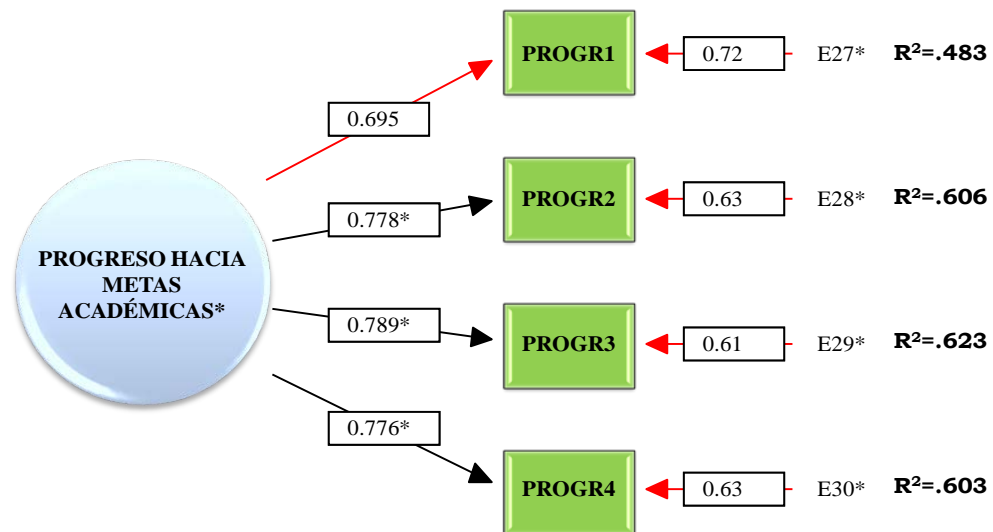 PROGRESO HACIA
METAS
ACADÉMICAS*
0.695
PROGR1
0.72
E27*
R²=.483
0.778*
PROGR2
0.63
E28*
R²=.606
0.789*
PROGR3
0.61
E29*
R²=.623
0.776*
PROGR4
0.63
E30*
R²=.603